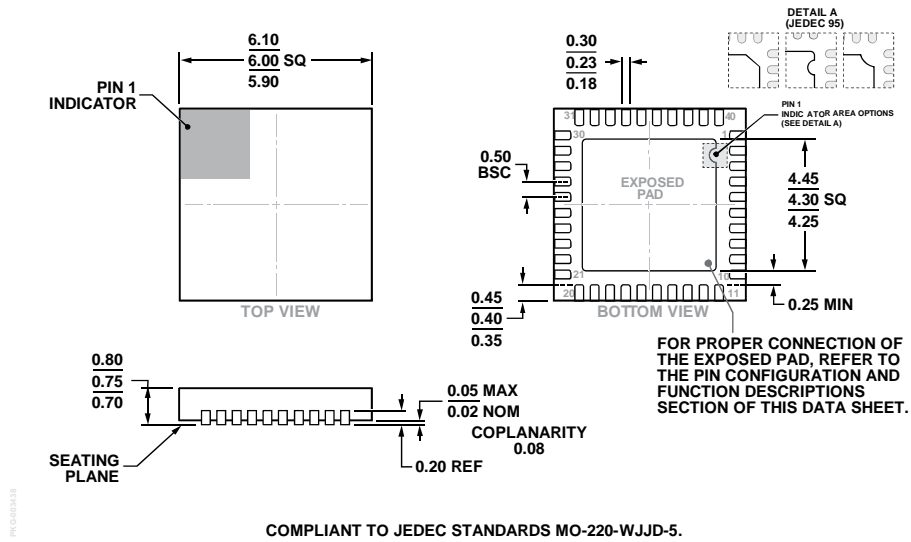 DETAIL A
(JEDEC 95)
6.10
6.00 SQ
5.90
0.30
0.23
0.18
PIN 1
INDICATOR
PIN 1
INDIC ATOR AREA OPTIONS
(SEE DETAIL A)
31
40
30
1
0.50
BSC
EXPOSED
PAD
4.45
4.30 SQ
4.25
21
10
20
11
TOP VIEW
0.45
0.40
0.35
BOTTOM VIEW
0.25 MIN
FOR PROPER CONNECTION OF
THE EXPOSED PAD, REFER TO
THE PIN CONFIGURATION AND
FUNCTION DESCRIPTIONS
SECTION OF THIS DATA SHEET.
0.80
0.75
0.70
0.05 MAX
0.02 NOM
COPLANARITY
0.08
SEATING
PLANE
0.20 REF
PKG-003438
COMPLIANT TO JEDEC STANDARDS MO-220-WJJD-5.